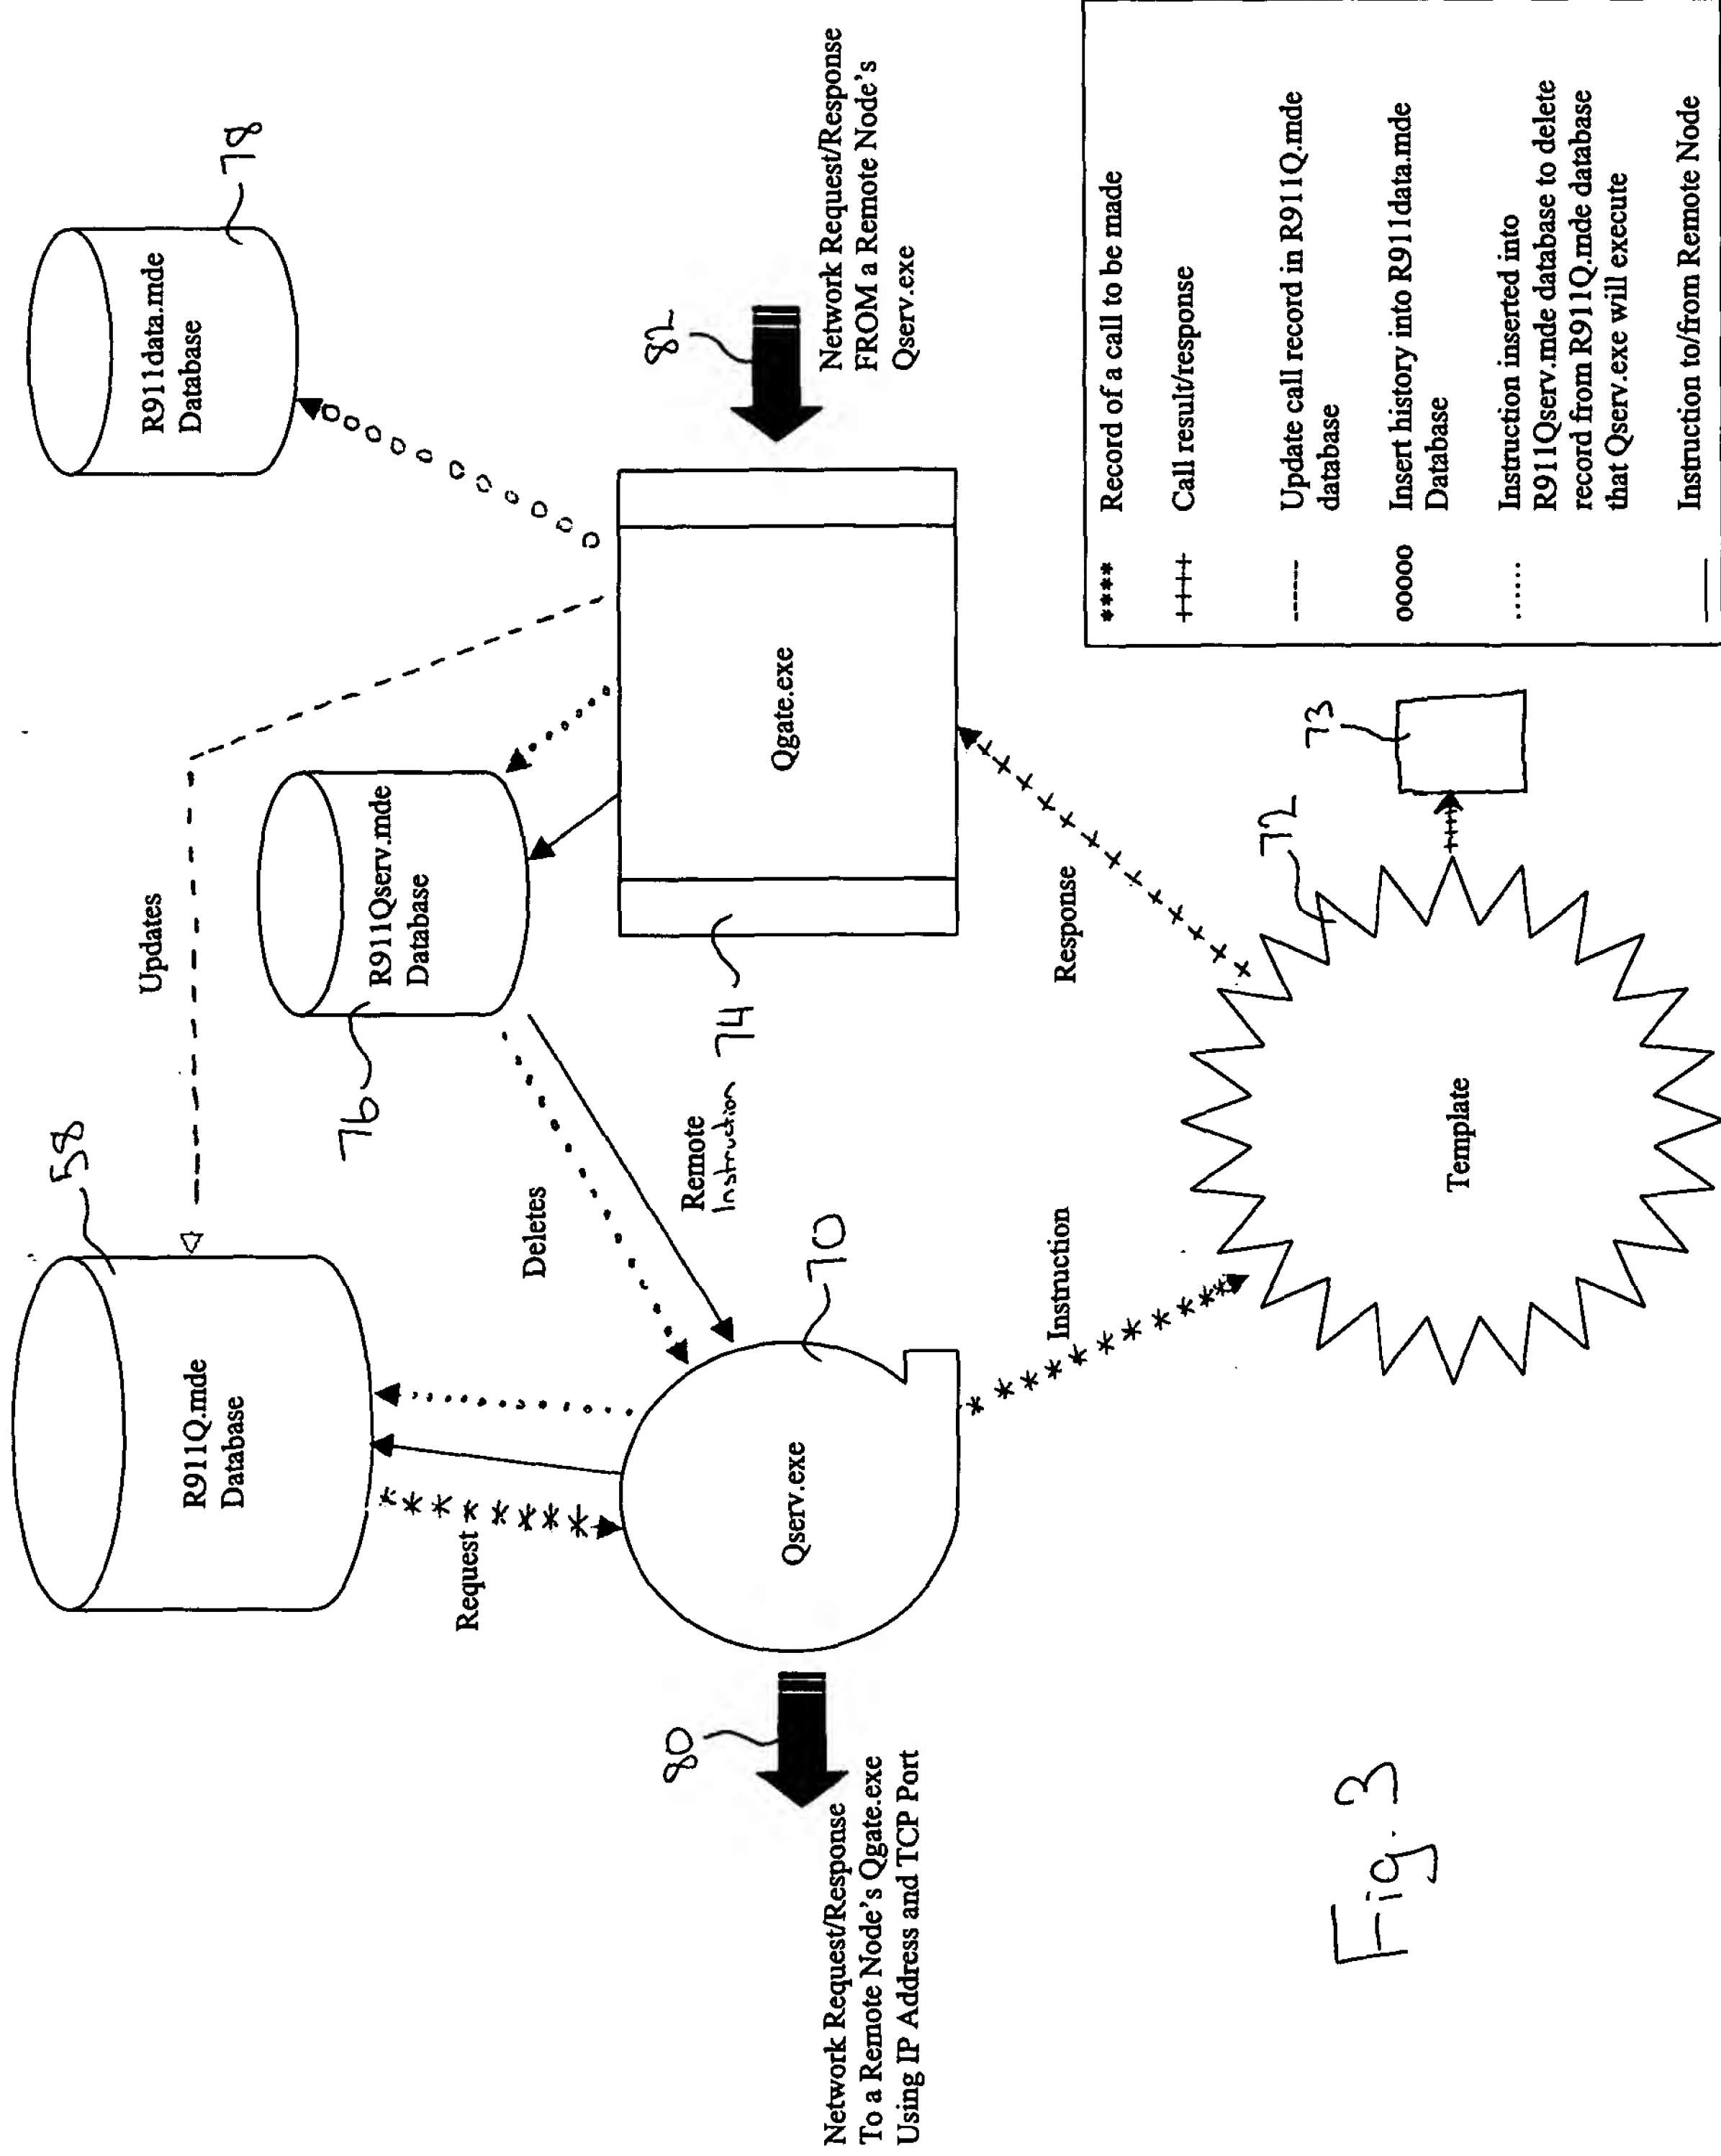 58
R911Q.mde
Database
Updates
R911data.mde
Database
78
76
R911Qserv.mde
Database
Request
Deletes
Remote
Instruction
74
70
Qserv.exe
Qgate.exe
82
Network Request/Response
FROM a Remote Node's
Qserv.exe
80
Network Request/Response
To a Remote Node's Qgate.exe
Using IP Address and TCP Port
Instruction
Response
Template
72
73
**** Record of a call to be made
++++ Call result/response
------ Update call record in R911Q.mde
database
ooooo Insert history into R911data.mde
Database
...... Instruction inserted into
R911Qserv.mde database to delete
record from R911Q.mde database
that Qserv.exe will execute
Instruction to/from Remote Node
Fig. 3